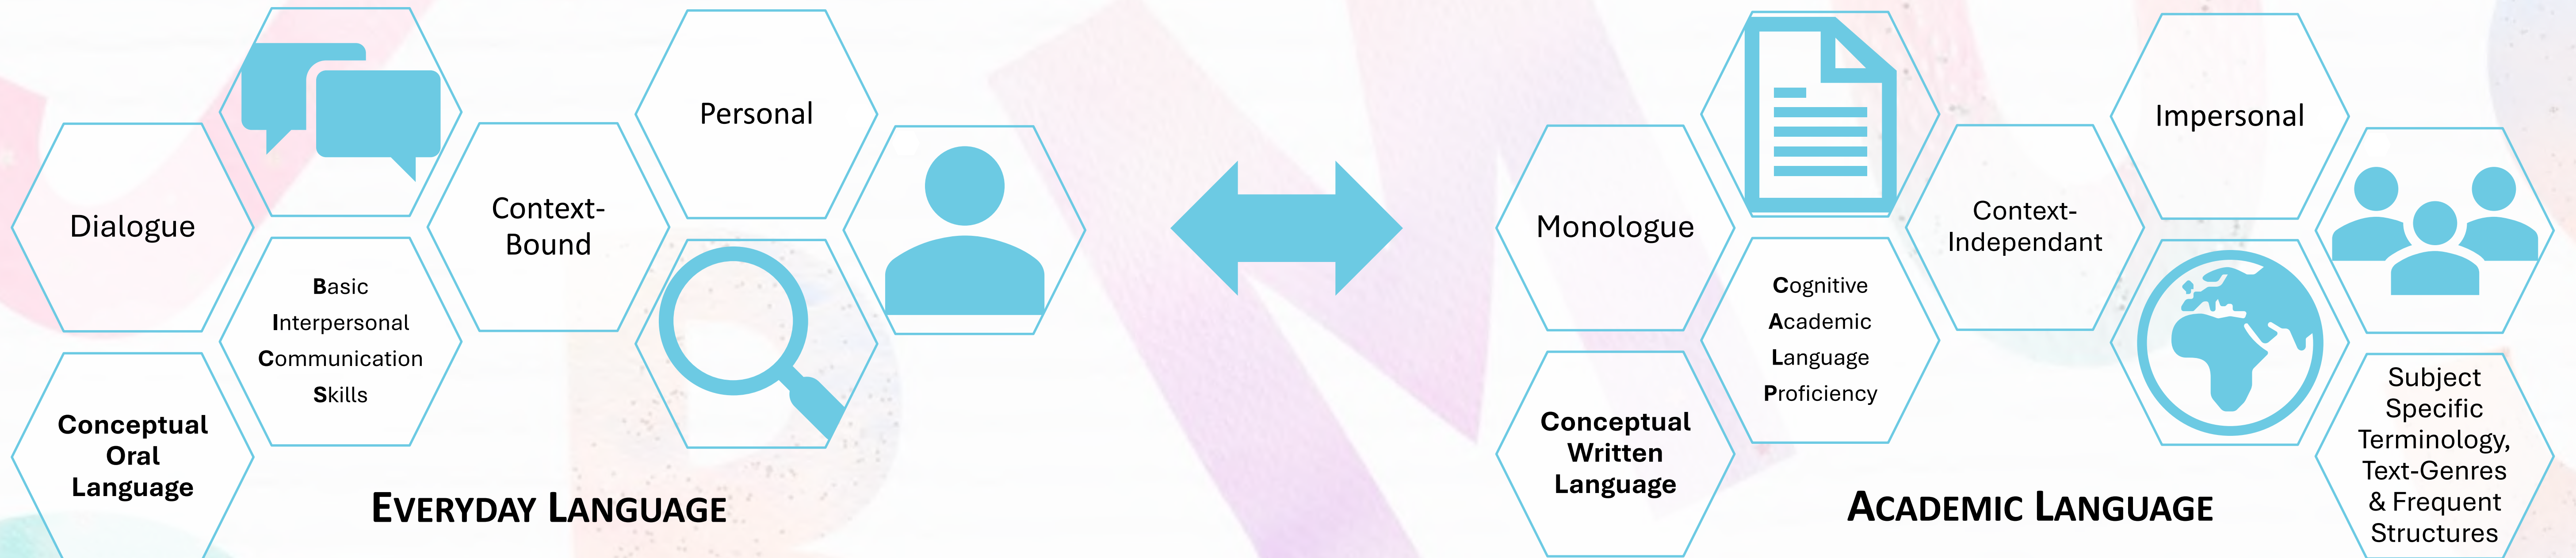 Dialogue
Basic
Interpersonal
Communication
Skills
Conceptual
Oral
Language
Context-
Bound
Personal
EVERYDAY LANGUAGE
Monologue
Cognitive
Academic
Language
Proficiency
Conceptual
Written
Language
Context-
Independant
Impersonal
Subject
Specific
Terminology,
Text-Genres
& Frequent
Structures
ACADEMIC LANGUAGE